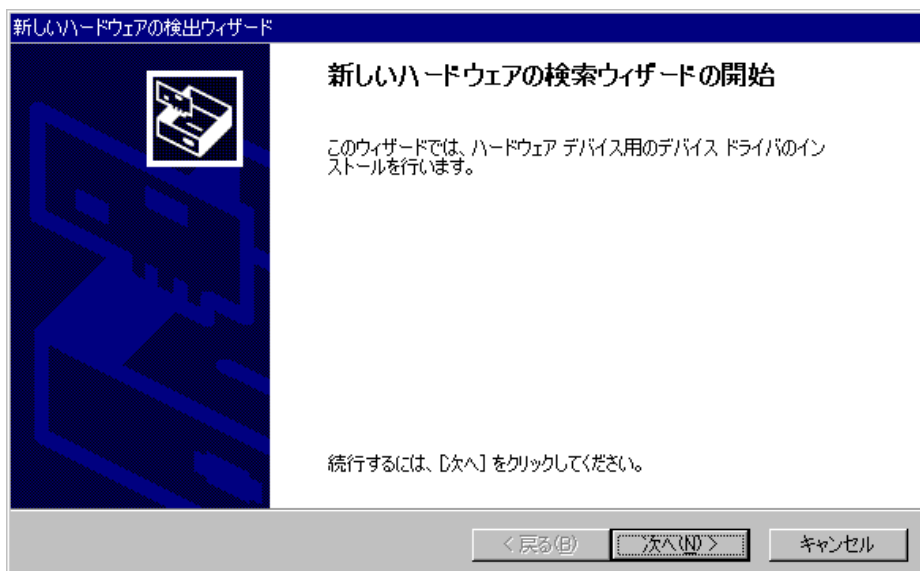 新しいハードウェアの検出ウィザード
新しいハードウェアの検索ウィザードの開始
このウィザードでは、ハードウェア デバイス用のデバイス ドライバのイン
ストールを行います。
続行するには、[次へ] をクリックしてください。
< 戻る(B)
次へ(N) >
キャンセル